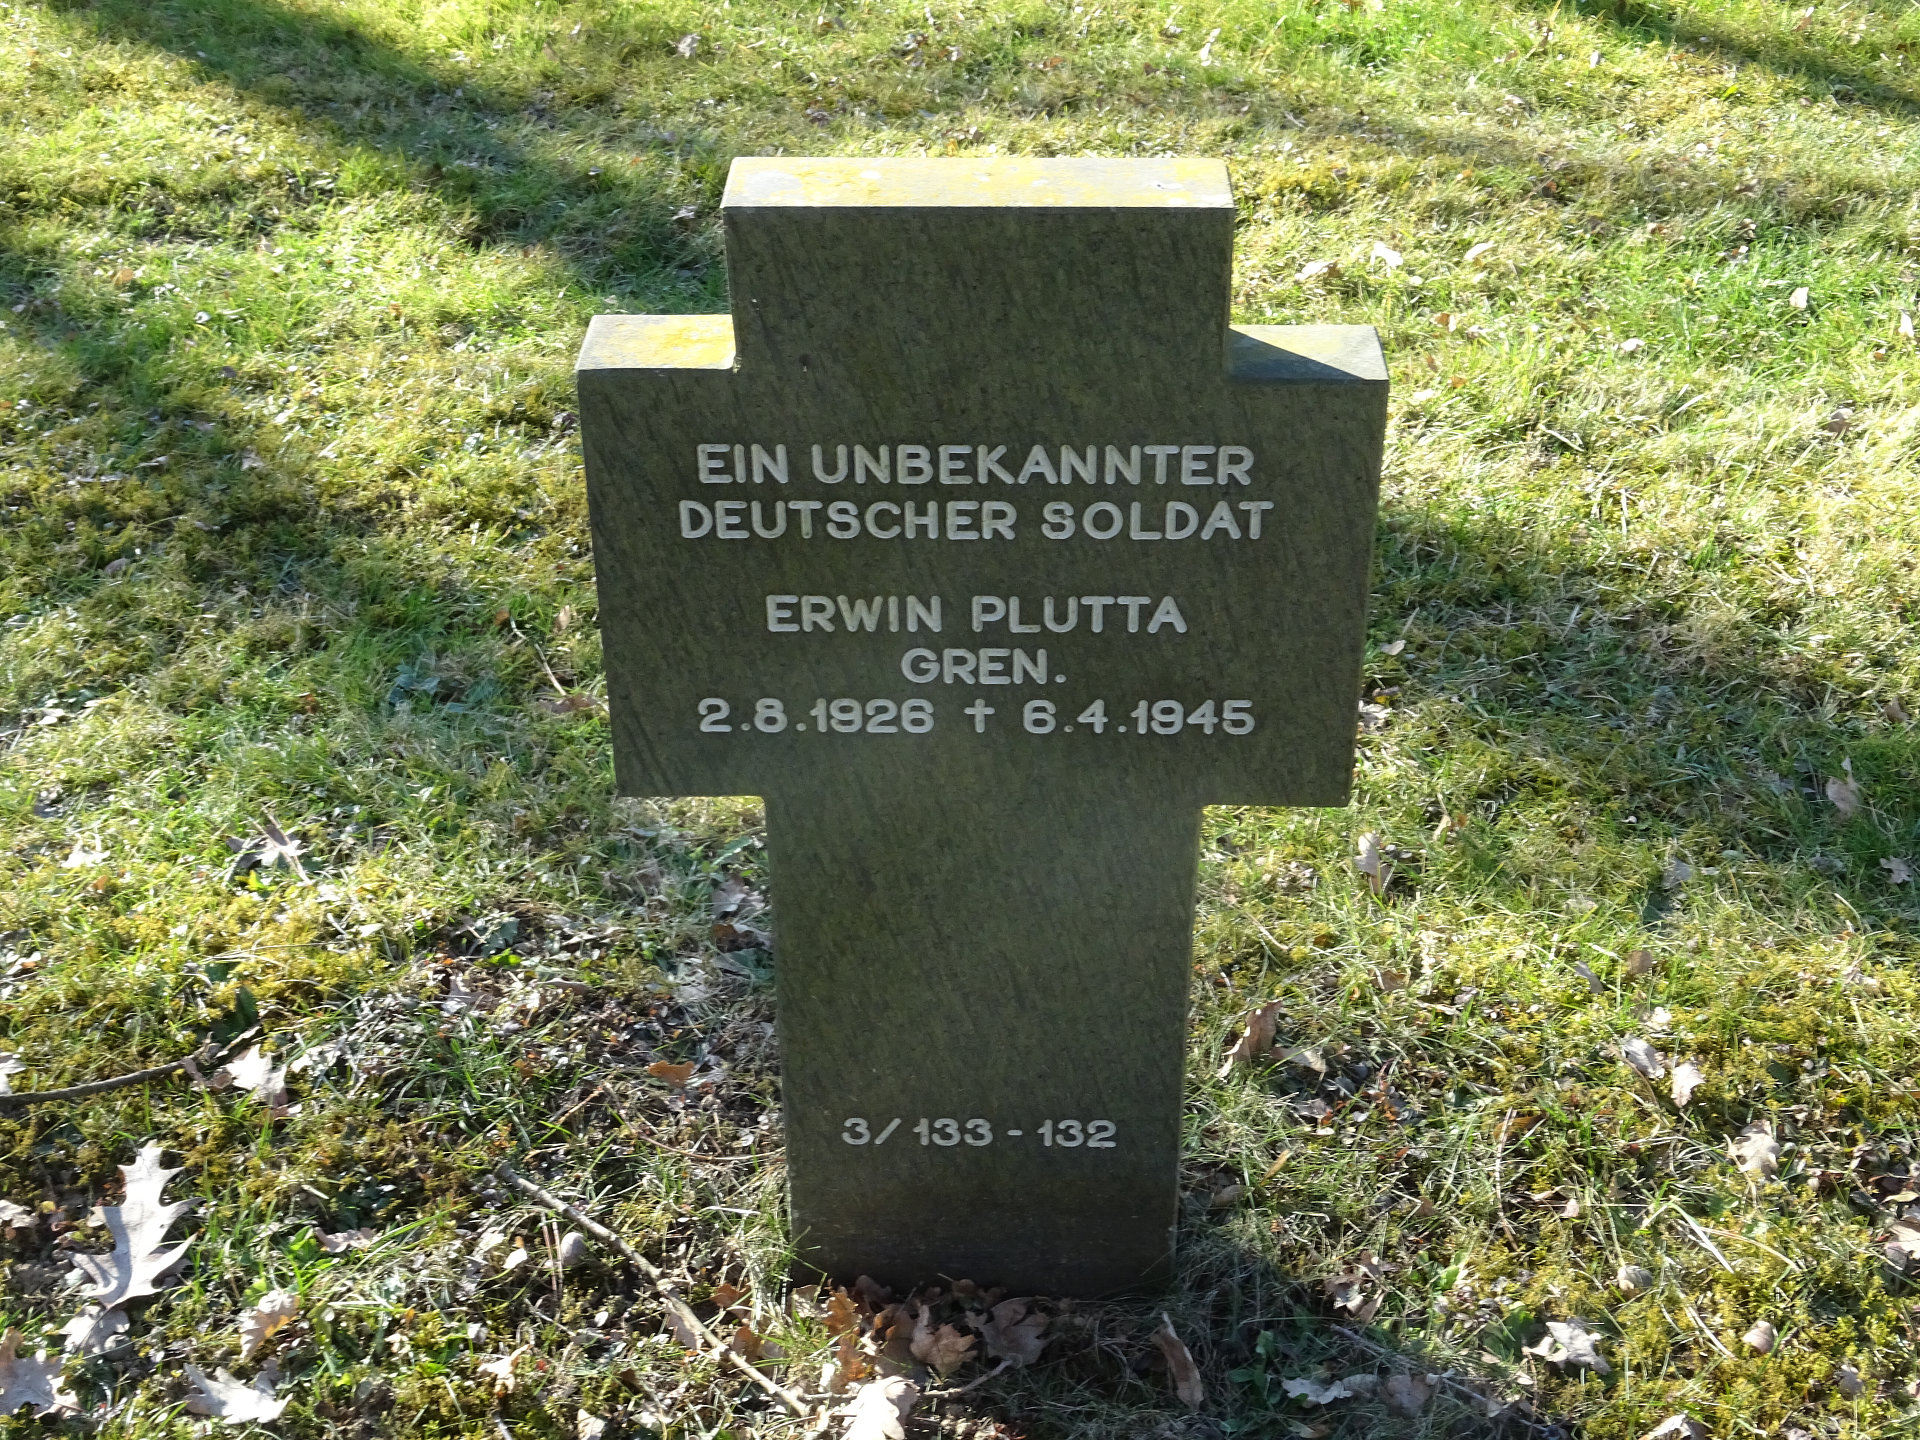 EIN UNBEKANNTER
DEUTSCHER SOLDAT
ERWIN PLUTTA
GREN.
2.8.1926 † 6.4.1945
3/133-132